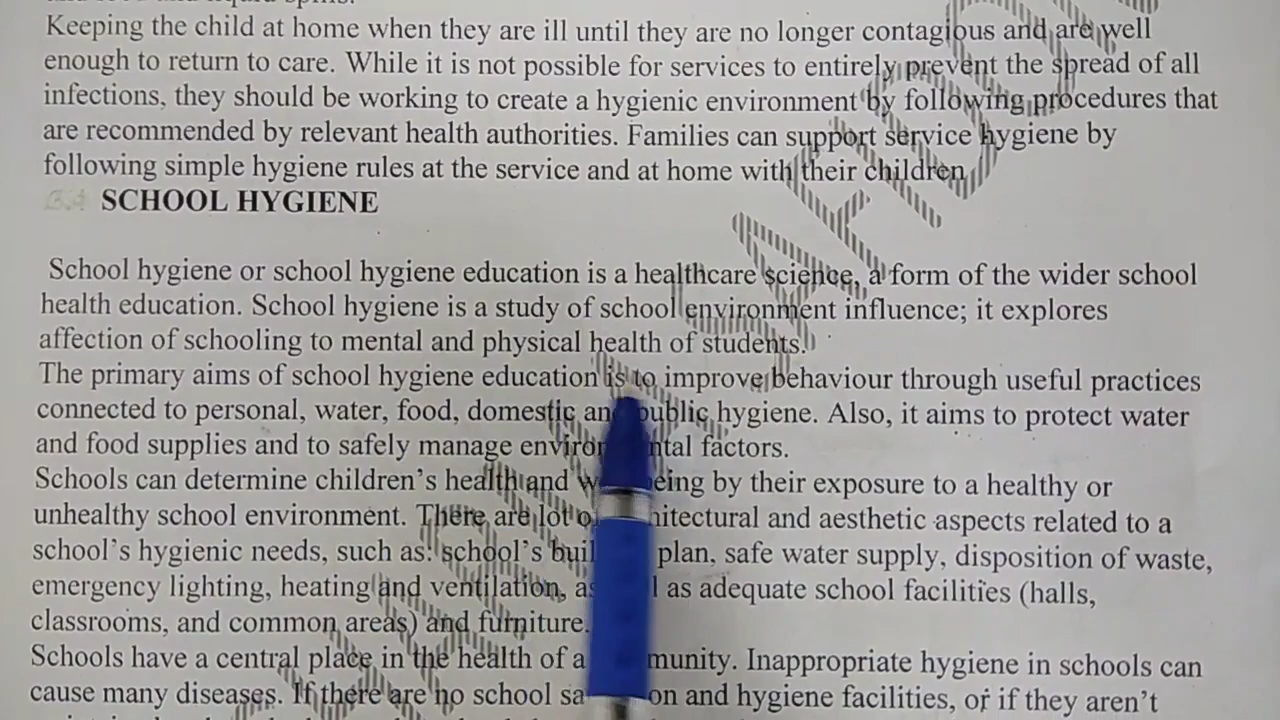 Keeping the child at home when they are ill until they are no longer contagious and are well
enough to return to care. While it is not possible for services to entirely prevent the spread of all
infections, they should be working to create a hygienic environment by following procedures that
are recommended by relevant health authorities. Families can support service hygiene by
following simple hygiene rules at the service and at home with their children
SCHOOL HYGIENE
School hygiene or school hygiene education is a healthcare science, a form of the wider school
health education. School hygiene is a study of school environment influence; it explores
affection of schooling to mental and physical health of students.
The primary aims of school hygiene education is to improve behaviour through useful practices
connected to personal, water, food, domestic and public hygiene. Also, it aims to protect water
and food supplies and to safely manage factors.
Schools can determine children's health and by their exposure to a healthy or
unhealthy school environment. There are lot and aesthetic aspects related to a
school's hygienic needs, such as: school's plan, safe water supply, disposition of waste,
emergency lighting, heating and ventilation, as adequate school facilities (halls,
classrooms, and common areas) and furniture.
Schools have a central place in the health of a Inappropriate hygiene in schools can
cause many diseases. If there are no school and hygiene facilities, or if they aren't